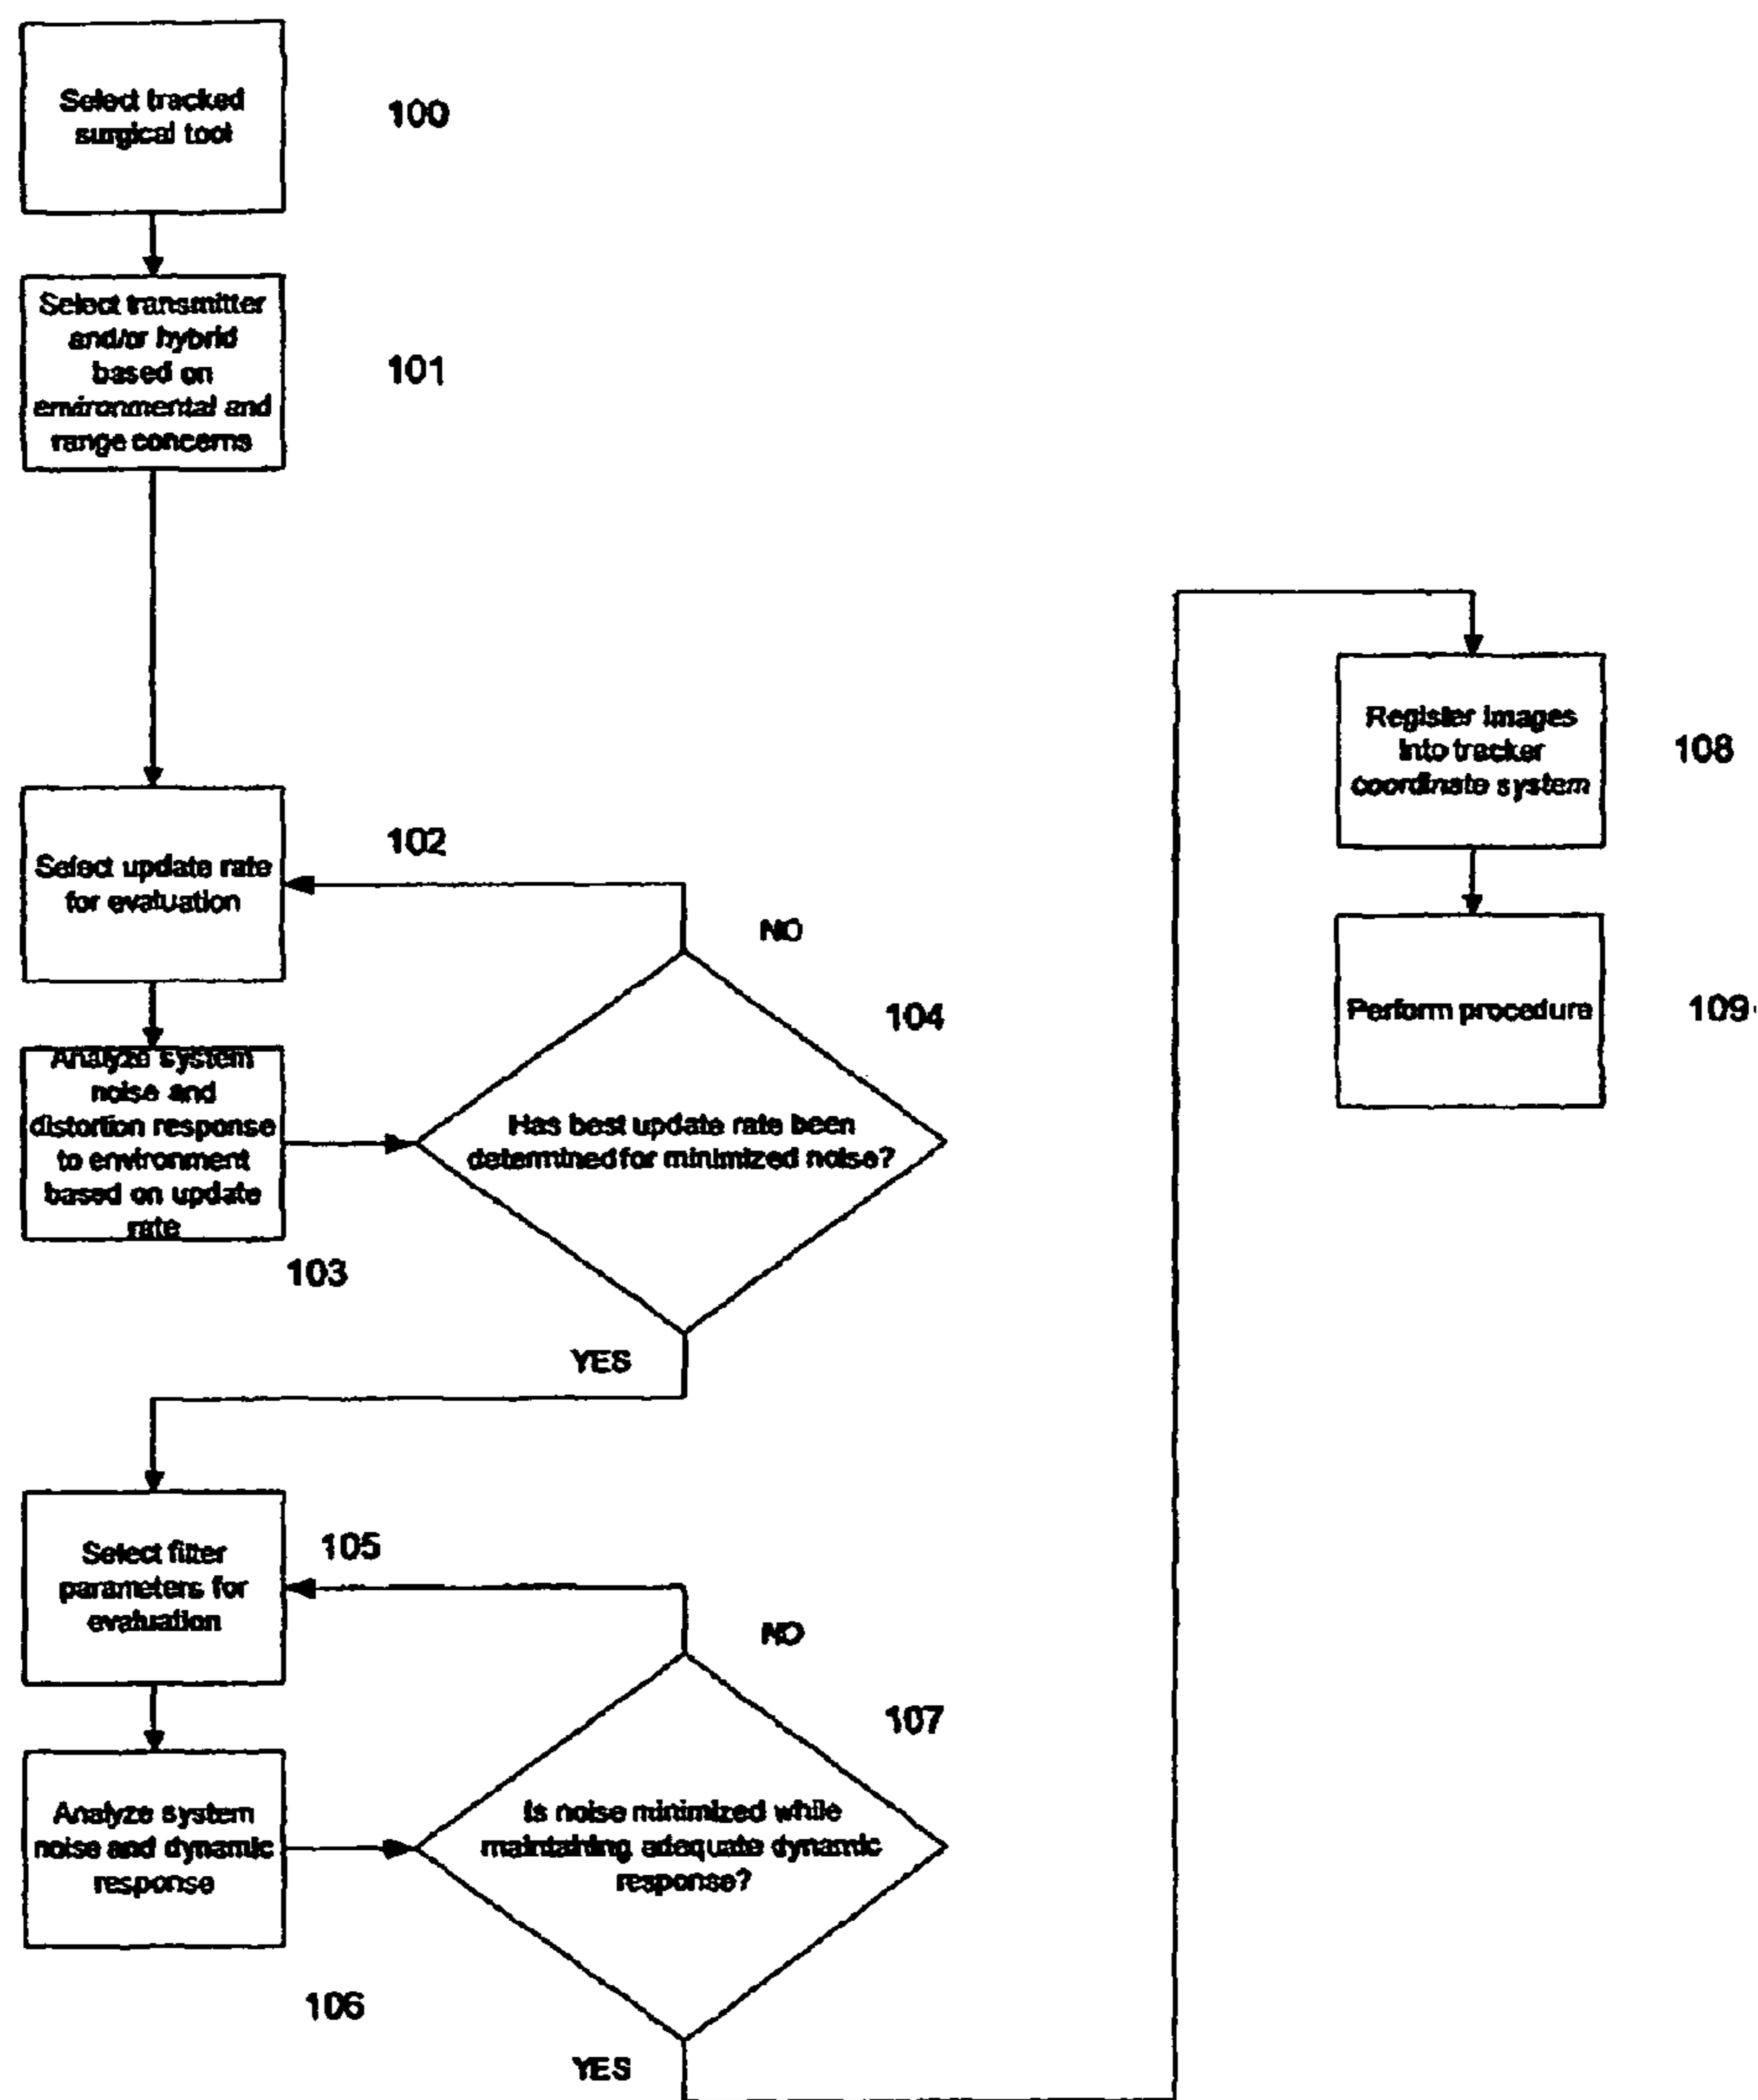 Select tracked
surgical tool
100
Select transmitter
and/or hybrid
based on
environmental and
range concerns
101
Select update rate
for evaluation
102
Analyze system
noise and
distortion response
to environment
based on update
rate
103
NO
104
Has best update rate been
determined for minimized noise?
YES
Select filter
parameters for
evaluation
105
Analyze system
noise and dynamic
response
106
NO
107
Is noise minimized while
maintaining adequate dynamic
response?
YES
Register images
into tracker
coordinate system
108
Perform procedure
109